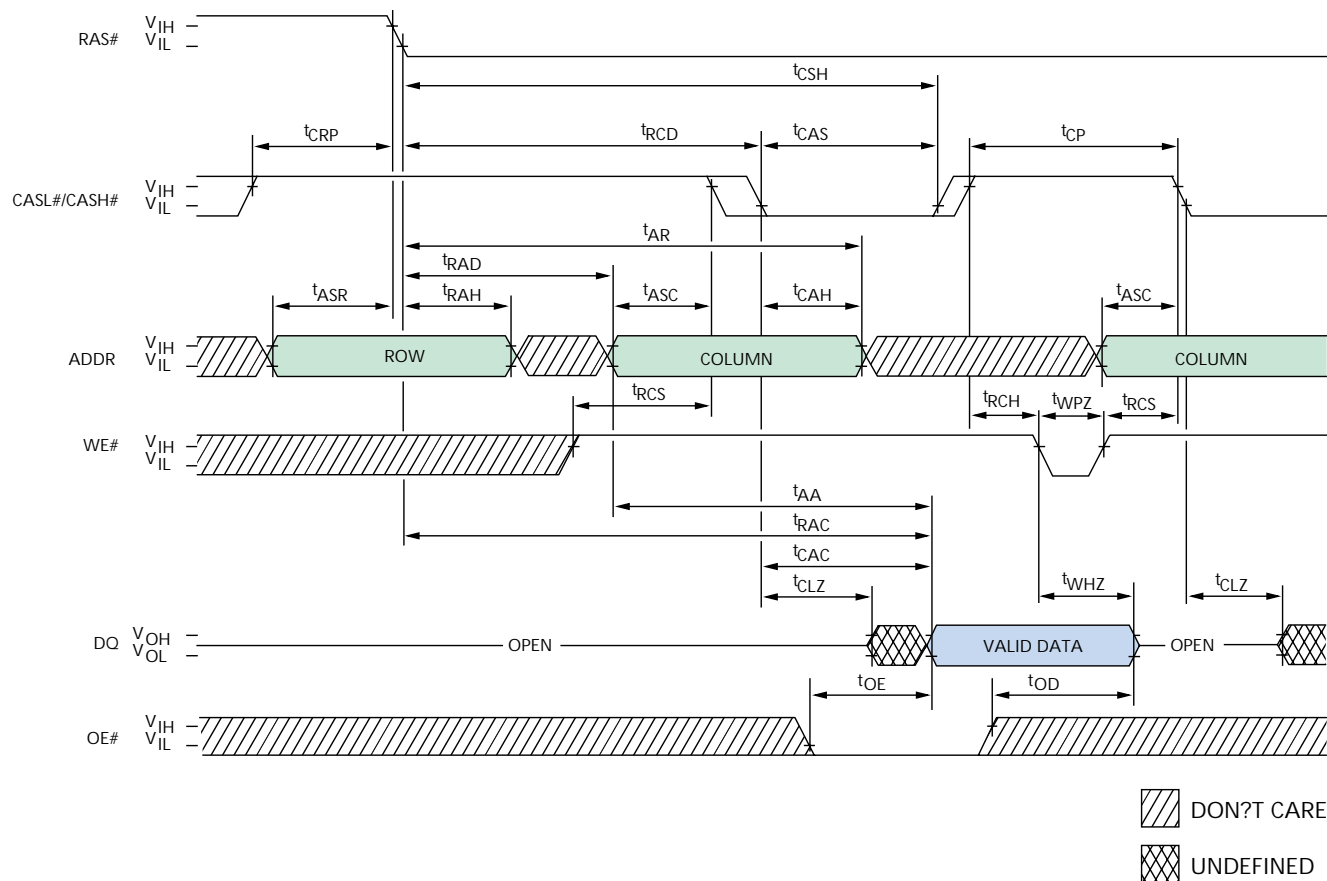 RAS# VIH
VIL
tCSH
tCRP tRCD tCAS tCP
CASL#/CASH# VIH
VIL
tAR
tRAD
tASR tRAH tASC tCAH tASC
ADDR VIH
VIL
ROW COLUMN COLUMN
tRCS tRCH tWPZ tRCS
WE# VIH
VIL
tAA
tRAC
tCAC
tCLZ tWHZ tCLZ
DQ VOH
VOL
OPEN VALID DATA OPEN
tOE tOD
OE# VIH
VIL
DON?T CARE
UNDEFINED